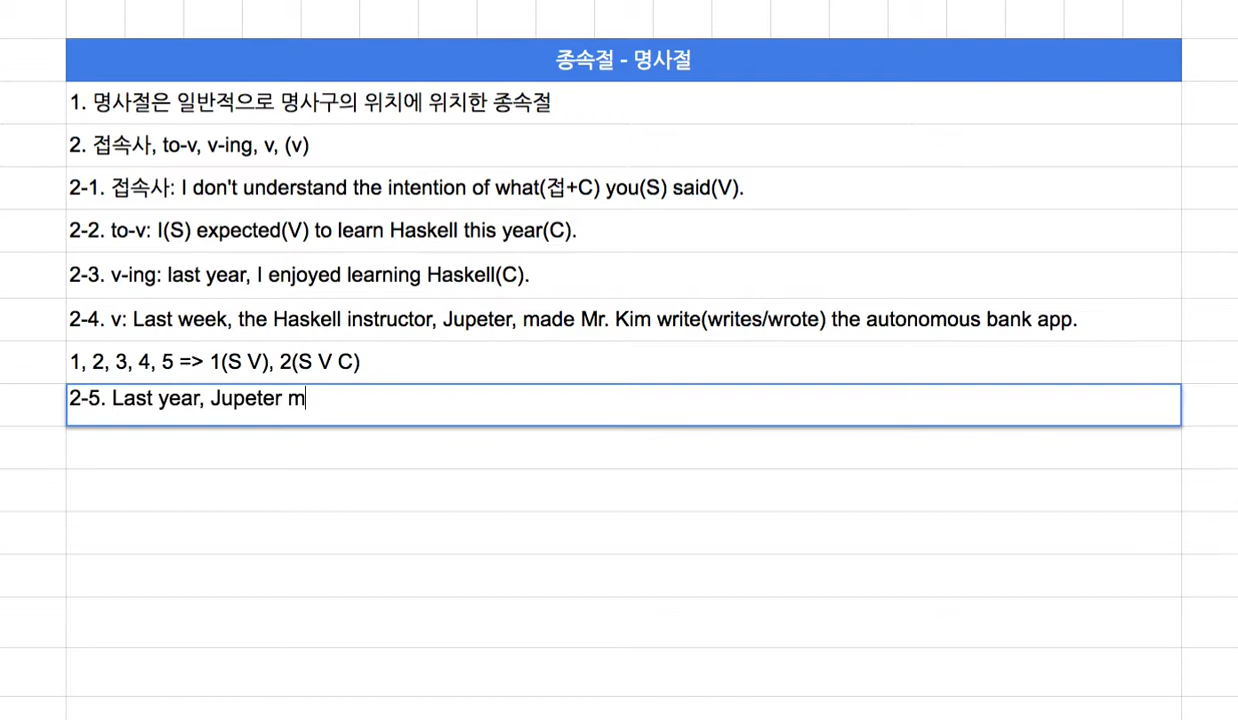 종속절 - 명사절
1. 명사절은 일반적으로 명사구의 위치에 위치한 종속절
2. 접속사, to-v, v-ing, v, (v)
2-1. 접속사: I don't understand the intention of what(접+C) you(S) said(V).
2-2. to-v: I(S) expected(V) to learn Haskell this year(C).
2-3. v-ing: last year, I enjoyed learning Haskell(C).
2-4. v: Last week, the Haskell instructor, Jupeter, made Mr. Kim write(writes/wrote) the autonomous bank app.
1, 2, 3, 4, 5 => 1(S V), 2(S V C)
2-5. Last year, Jupeter m